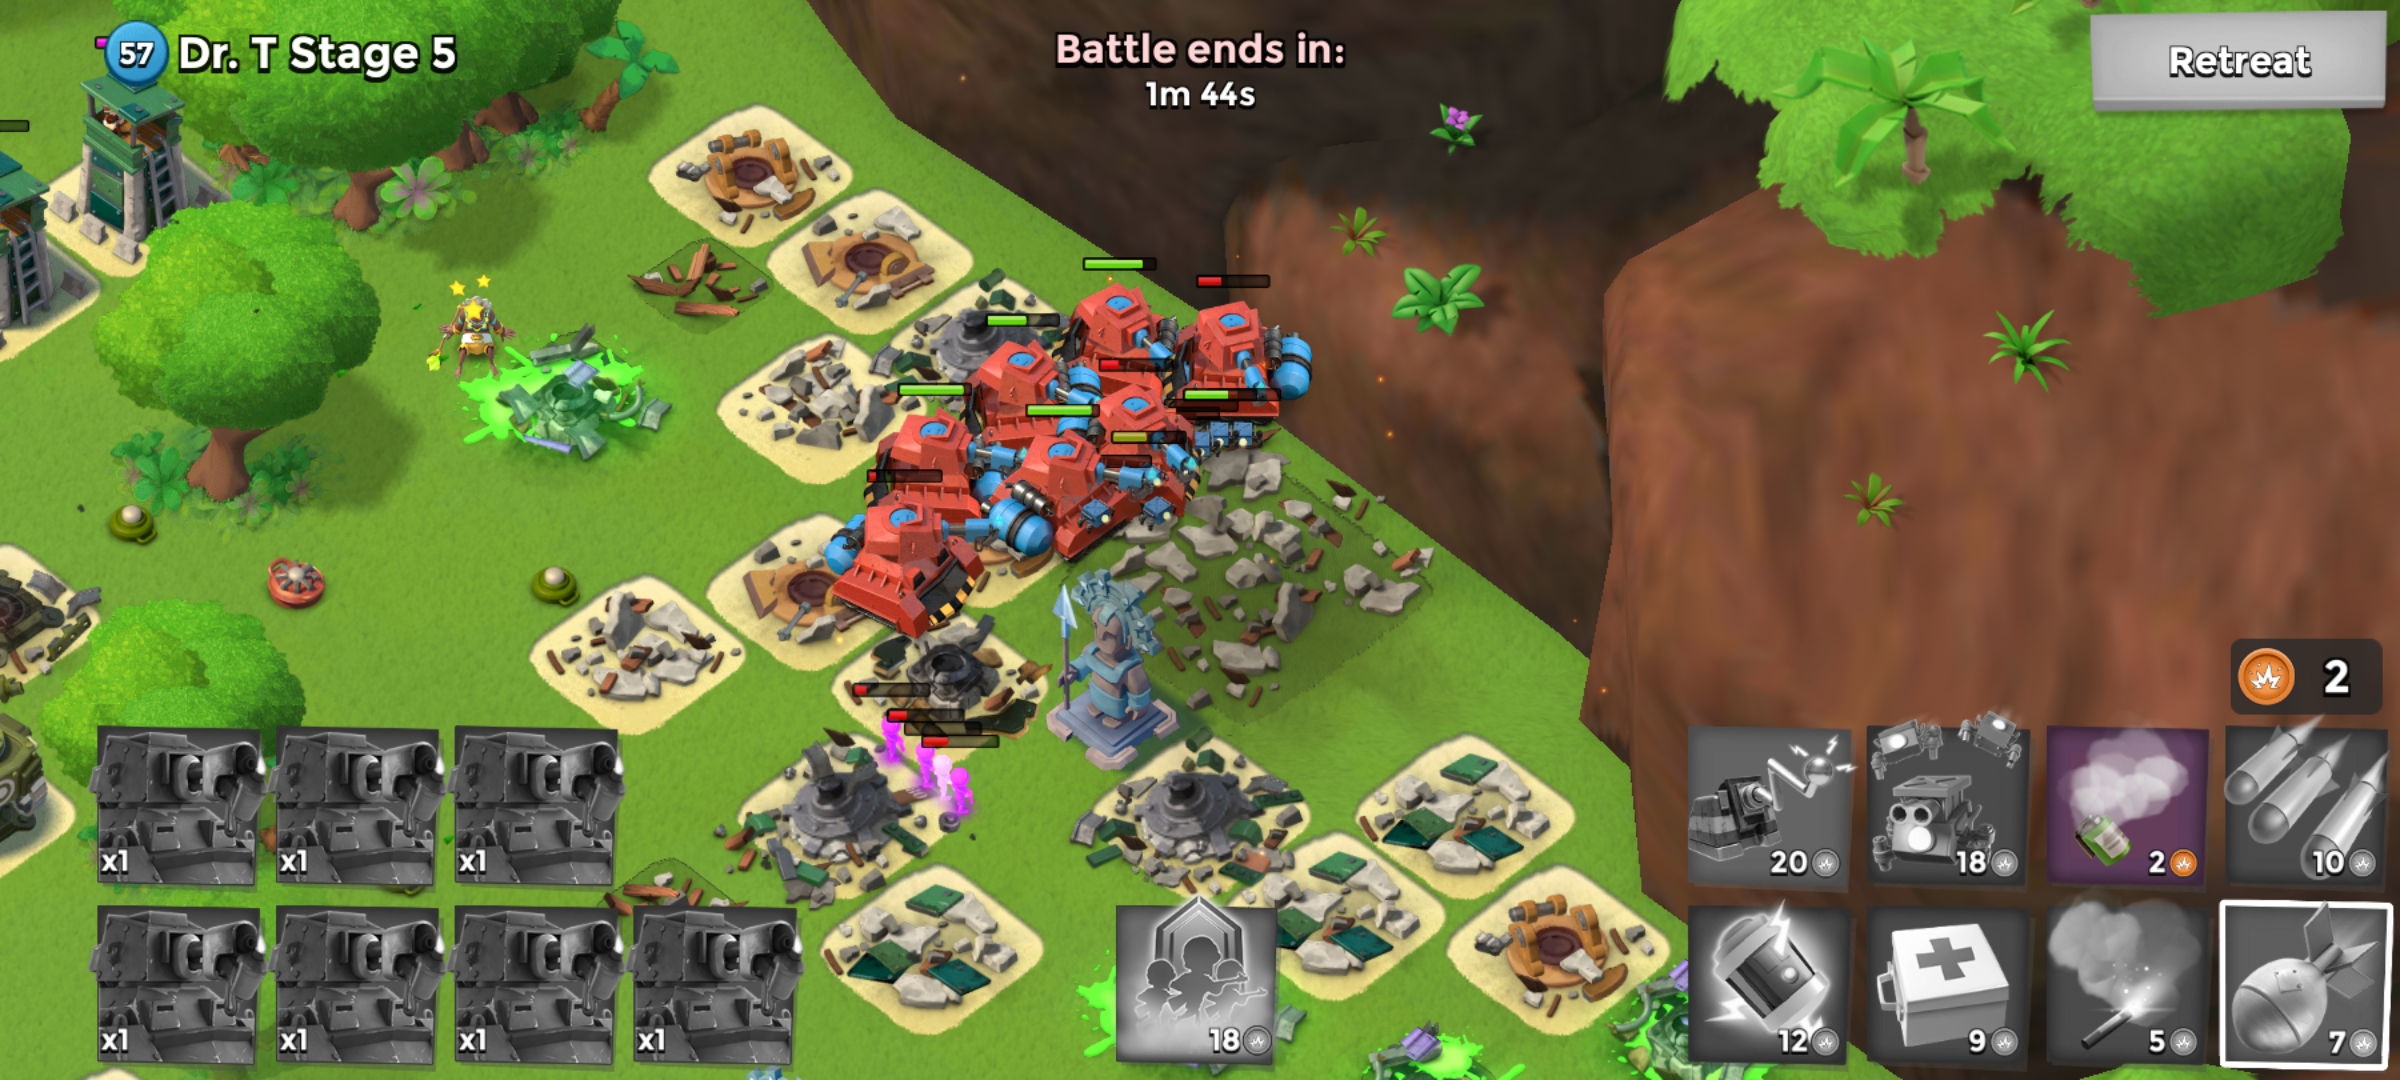 57 Dr. T Stage 5
Battle ends in:
1m 44s
Retreat
2
20
18
2
10
x1
x1
x1
x1
x1
x1
x1
18
12
9
5
7